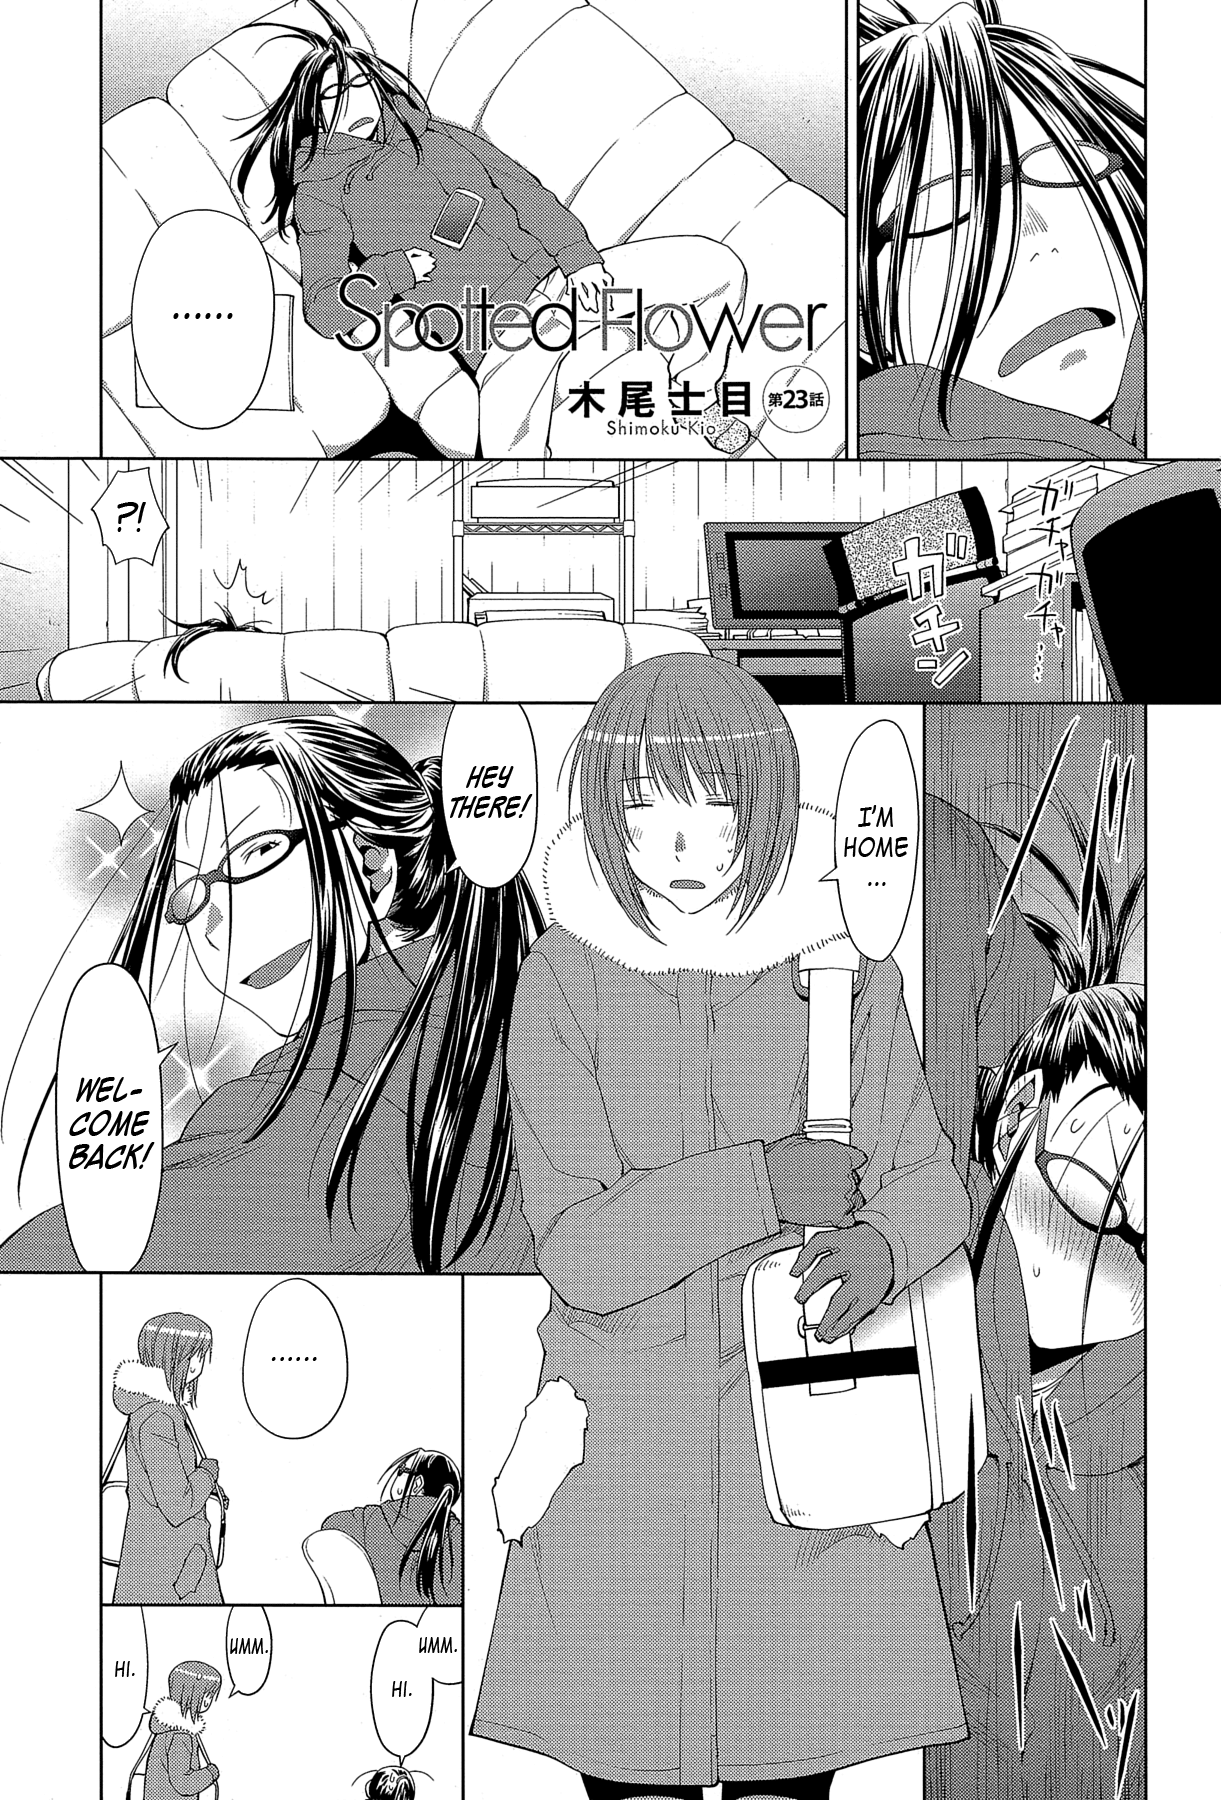 ......
Spotted Flower
木尾士目
第23話
Shimoku Kio
ガチャガチャ……
ガチン
?!
I'M
HOME
...
HEY
THERE!
WEL-
COME
BACK!
......
UMM.
HI.
UMM.
HI.